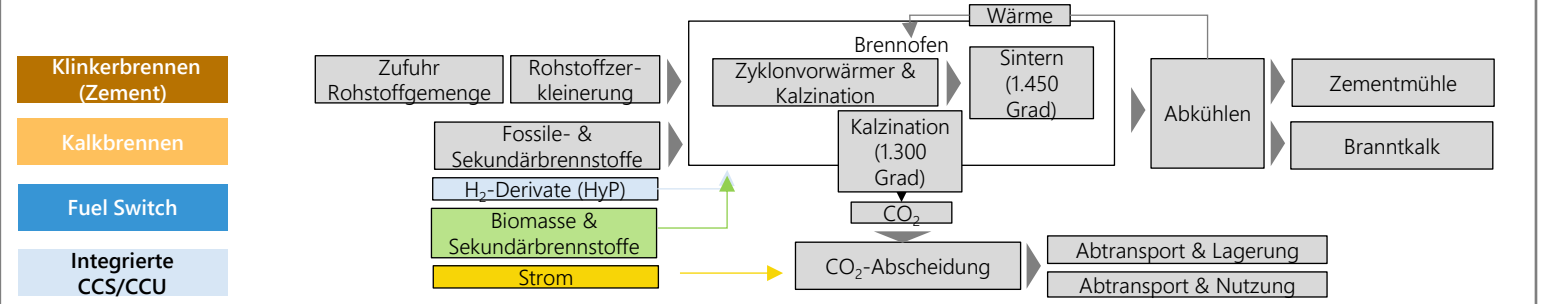 Klinkerbrennen
(Zement)
Kalkbrennen
Fuel Switch
Integrierte
CCS/CCU
Zufuhr
Rohstoffgemenge
Rohstoffzer-
kleinerung
Fossile- &
Sekundärbrennstoffe
H₂-Derivate (HyP)
Biomasse &
Sekundärbrennstoffe
Strom
Wärme
Brennofen
Zyklonvorwärmer &
Kalzination
Sintern
(1.450
Grad)
Kalzination
(1.300
Grad)
CO₂
CO₂-Abscheidung
Abkühlen
Zementmühle
Branntkalk
Abtransport & Lagerung
Abtransport & Nutzung